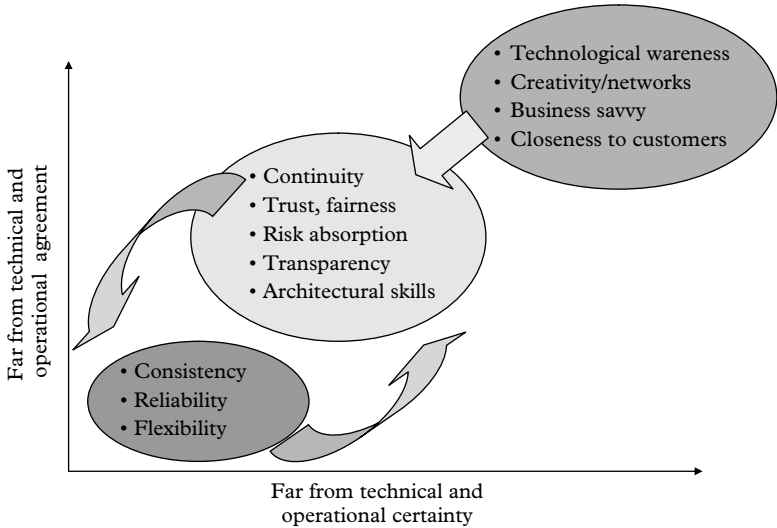 • Technological wareness
• Creativity/networks
• Business savvy
• Closeness to customers
• Continuity
• Trust, fairness
• Risk absorption
• Transparency
• Architectural skills
Far from technical and
operational agreement
• Consistency
• Reliability
• Flexibility
Far from technical and
operational certainty